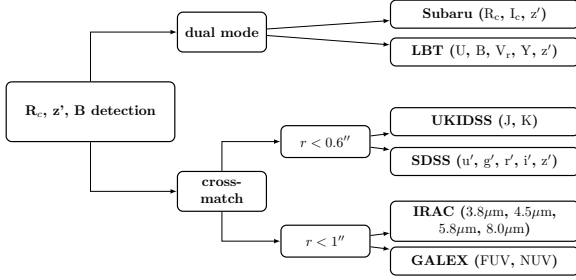 Subaru (R_c, I_c, z′)
dual mode
LBT (U, B, V_r, Y, z′)
R_c, z', B detection
UKIDSS (J, K)
r < 0.6″
SDSS (u′, g′, r′, i′, z′)
cross-
match
IRAC (3.8μm, 4.5μm,
5.8μm, 8.0μm)
r < 1″
GALEX (FUV, NUV)